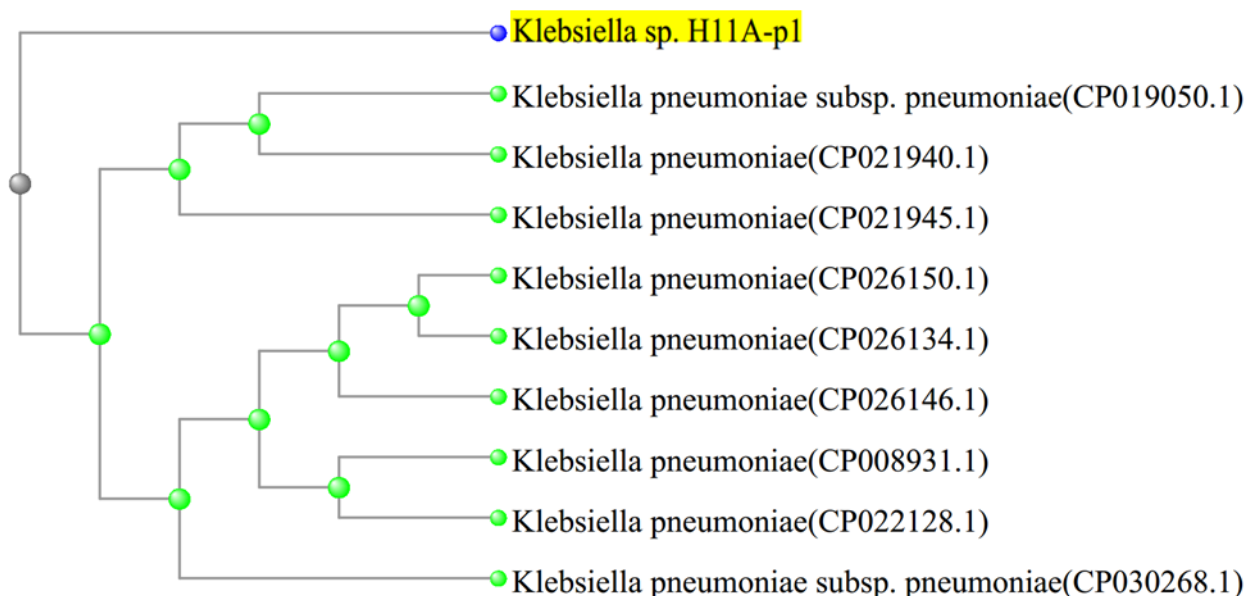 Klebsiella sp. H11A-p1
Klebsiella pneumoniae subsp. pneumoniae(CP019050.1)
Klebsiella pneumoniae(CP021940.1)
Klebsiella pneumoniae(CP021945.1)
Klebsiella pneumoniae(CP026150.1)
Klebsiella pneumoniae(CP026134.1)
Klebsiella pneumoniae(CP026146.1)
Klebsiella pneumoniae(CP008931.1)
Klebsiella pneumoniae(CP022128.1)
Klebsiella pneumoniae subsp. pneumoniae(CP030268.1)